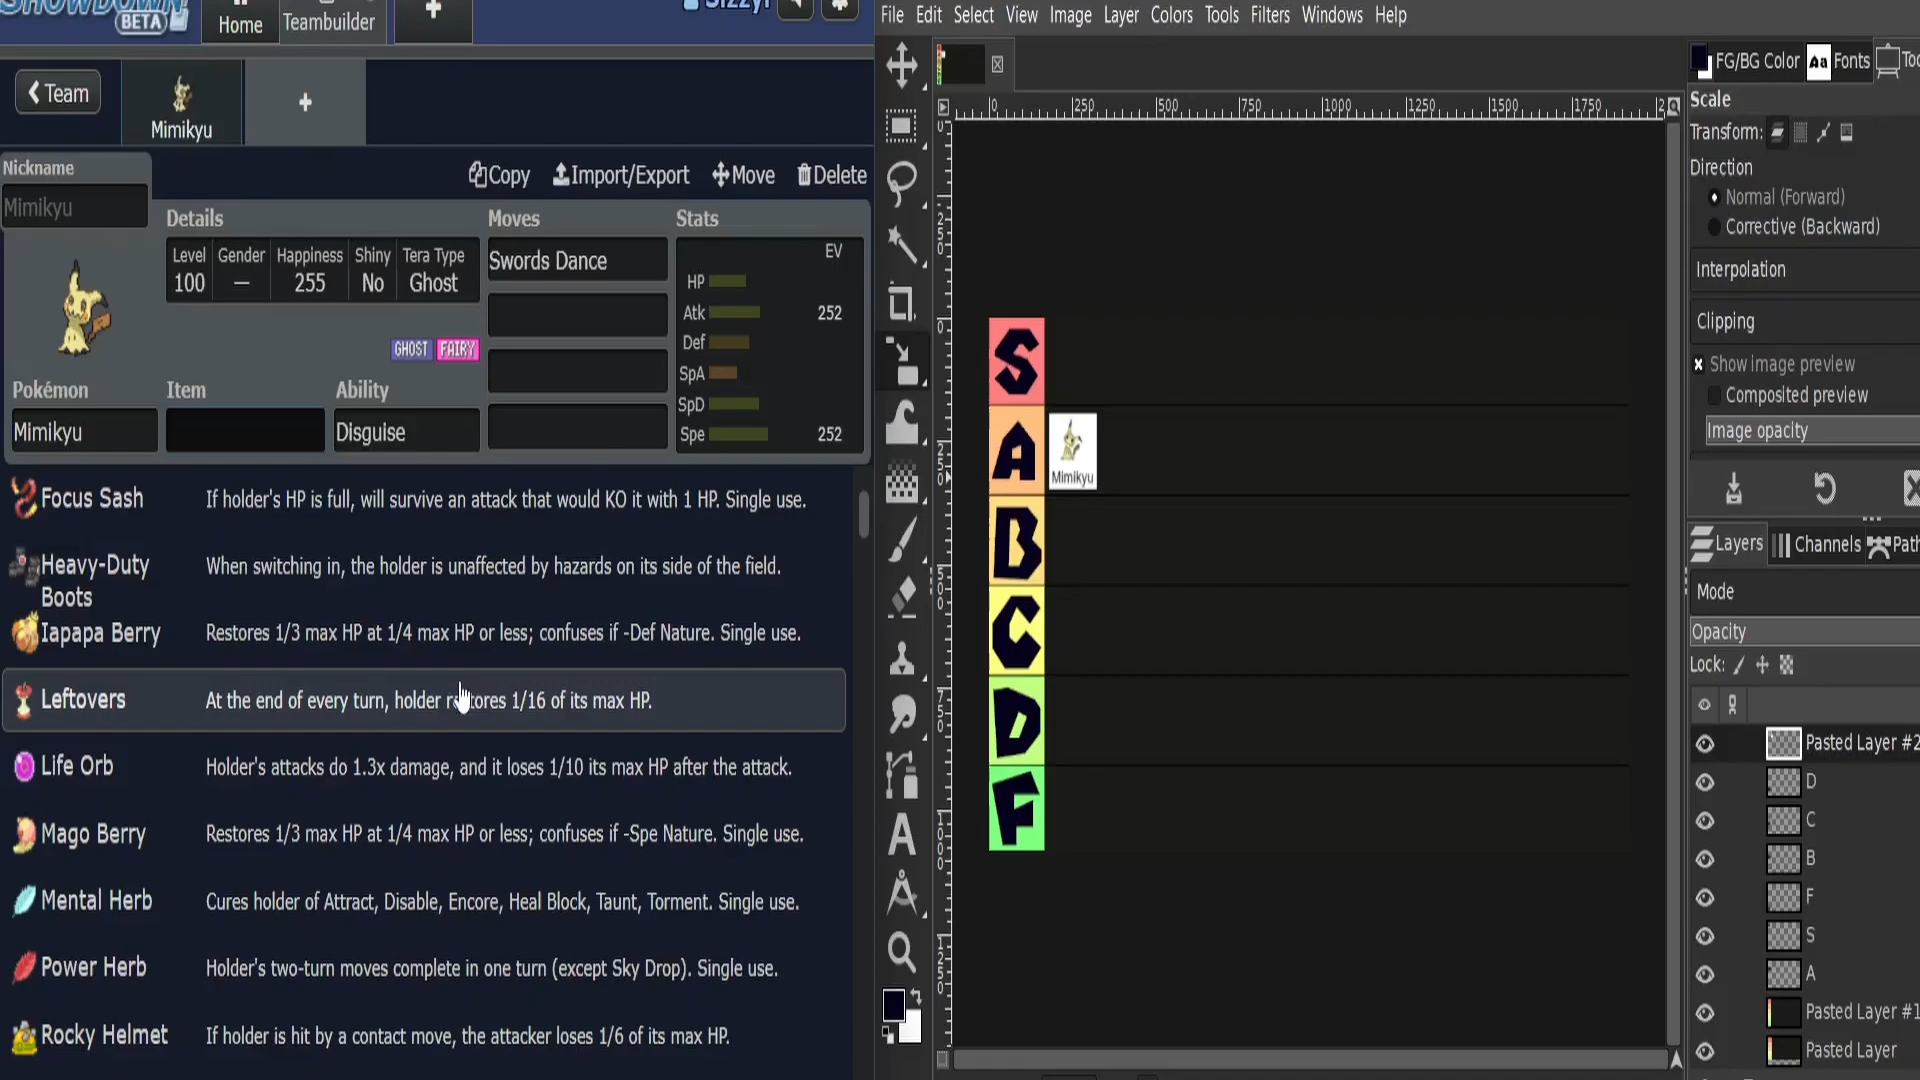 SHOWDOWN
BETA
Home
Teambuilder
+
Team
Mimikyu
+
Nickname
Mimikyu
Copy
Import/Export
Move
Delete
Details
Moves
Stats
Level
Gender
Happiness
Shiny
Tera Type
100
—
255
No
Ghost
GHOST
FAIRY
Swords Dance
EV
HP
Atk
252
Def
SpA
SpD
Spe
252
Pokémon
Item
Ability
Mimikyu
Disguise
Focus Sash
If holder's HP is full, will survive an attack that would KO it with 1 HP. Single use.
Heavy-Duty
Boots
When switching in, the holder is unaffected by hazards on its side of the field.
Iapapa Berry
Restores 1/3 max HP at 1/4 max HP or less; confuses if -Def Nature. Single use.
Leftovers
At the end of every turn, holder restores 1/16 of its max HP.
Life Orb
Holder's attacks do 1.3x damage, and it loses 1/10 its max HP after the attack.
Mago Berry
Restores 1/3 max HP at 1/4 max HP or less; confuses if -Spe Nature. Single use.
Mental Herb
Cures holder of Attract, Disable, Encore, Heal Block, Taunt, Torment. Single use.
Power Herb
Holder's two-turn moves complete in one turn (except Sky Drop). Single use.
Rocky Helmet
If holder is hit by a contact move, the attacker loses 1/6 of its max HP.
File Edit Select View Image Layer Colors Tools Filters Windows Help
0 250 500 750 1000 1250 1500 1750
S
A
Mimikyu
B
C
D
F
FG/BG Color
Aa Fonts
Scale
Transform:
Direction
Normal (Forward)
Corrective (Backward)
Interpolation
Clipping
Show image preview
Composited preview
Image opacity
Layers
Channels
Mode
Opacity
Lock:
Pasted Layer #2
D
C
B
F
S
A
Pasted Layer #1
Pasted Layer